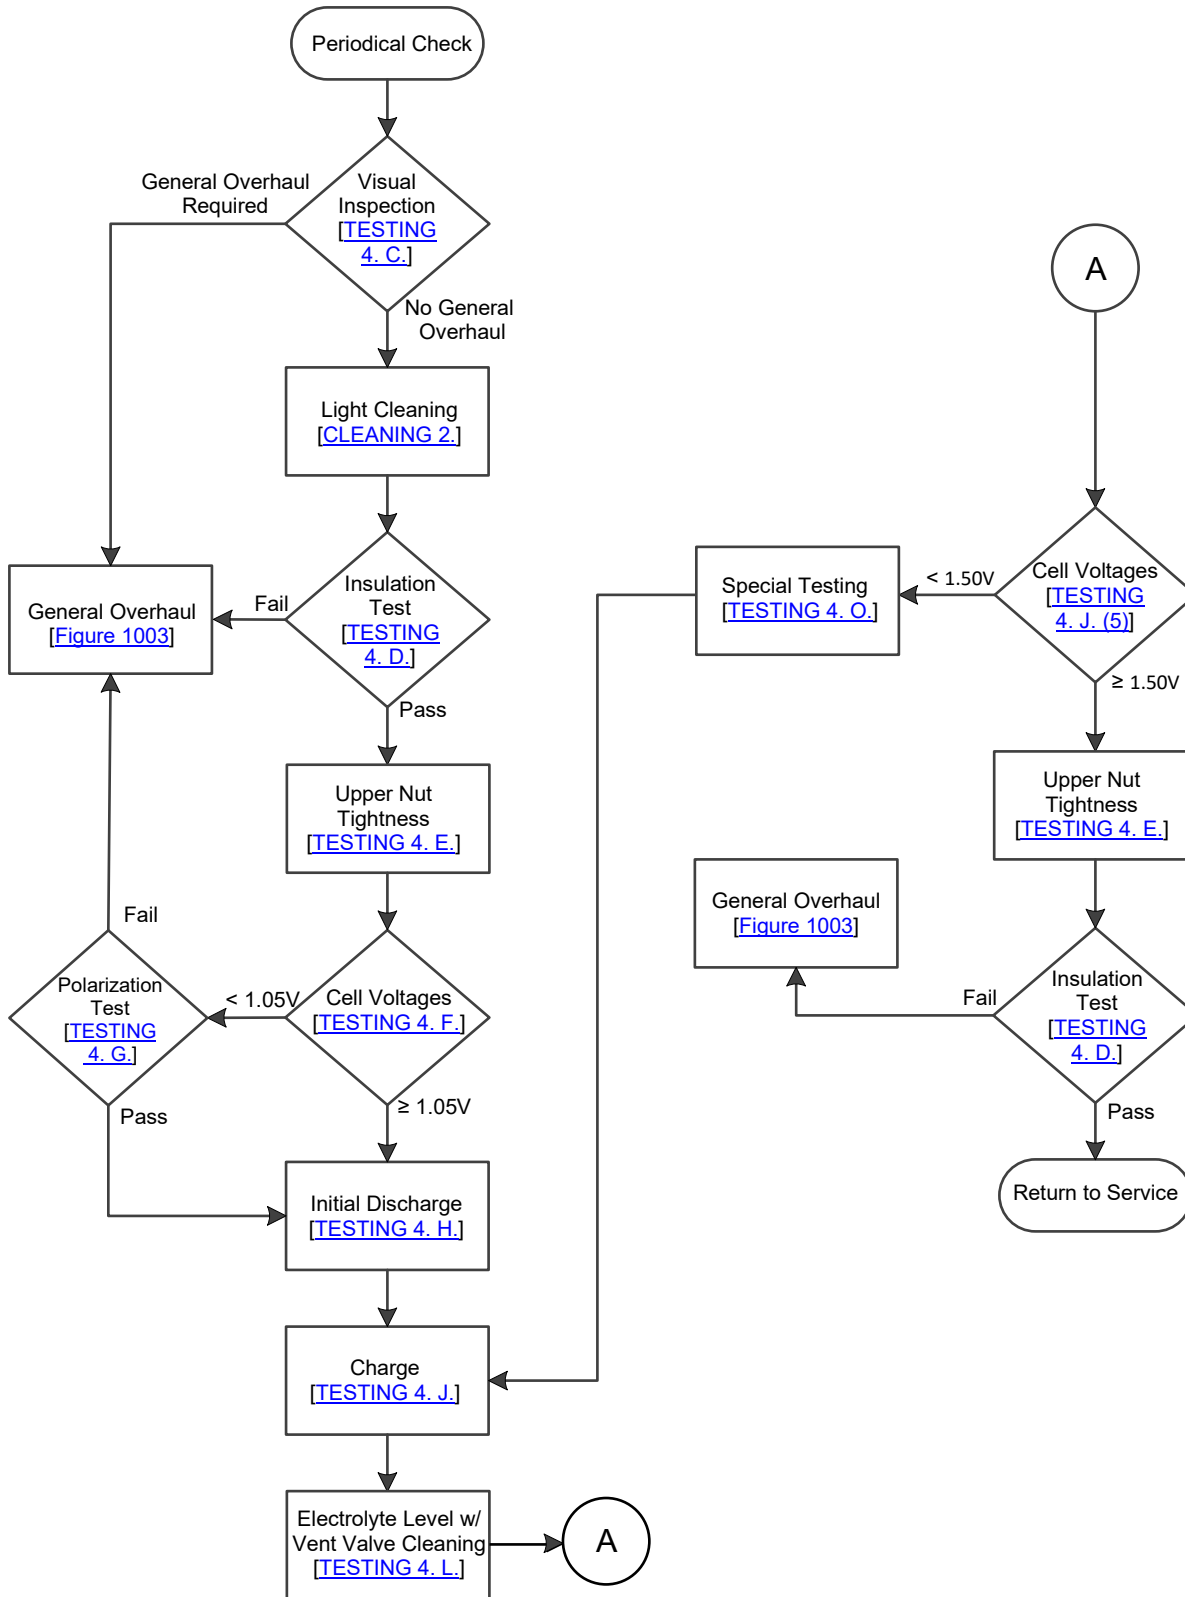 Periodical Check
General Overhaul
Required
Visual
Inspection
[TESTING
4. C.]
No General
Overhaul
Light Cleaning
[CLEANING 2.]
General Overhaul
[Figure 1003]
Fail
Insulation
Test
[TESTING
4. D.]
Pass
Upper Nut
Tightness
[TESTING 4. E.]
Fail
Polarization
Test
[TESTING
4. G.]
< 1.05V
Cell Voltages
[TESTING 4. F.]
Pass
≥ 1.05V
Initial Discharge
[TESTING 4. H.]
Charge
[TESTING 4. J.]
Electrolyte Level w/
Vent Valve Cleaning
[TESTING 4. L.]
A
A
Special Testing
[TESTING 4. O.]
< 1.50V
Cell Voltages
[TESTING
4. J. (5)]
≥ 1.50V
Upper Nut
Tightness
[TESTING 4. E.]
General Overhaul
[Figure 1003]
Fail
Insulation
Test
[TESTING
4. D.]
Pass
Return to Service